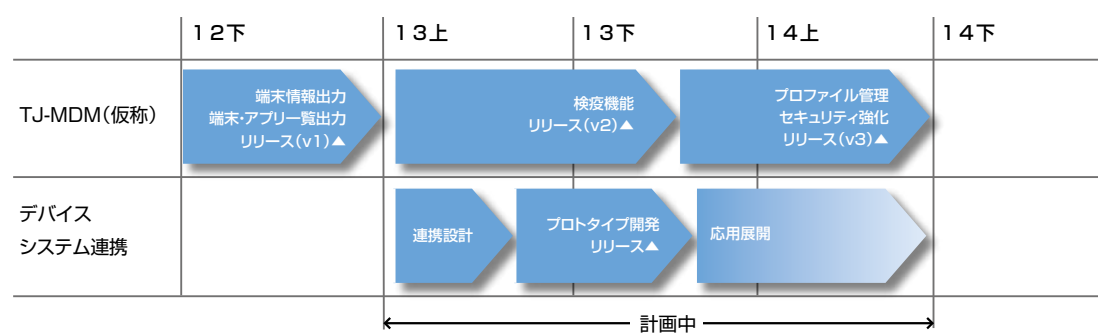 12下
13上
13下
14上
14下
TJ-MDM(仮称)
端末情報出力
端末・アプリ一覧出力
リリース(v1)▲
検疫機能
リリース(v2)▲
プロファイル管理
セキュリティ強化
リリース(v3)▲
デバイス
システム連携
連携設計
プロトタイプ開発
リリース▲
応用展開
計画中